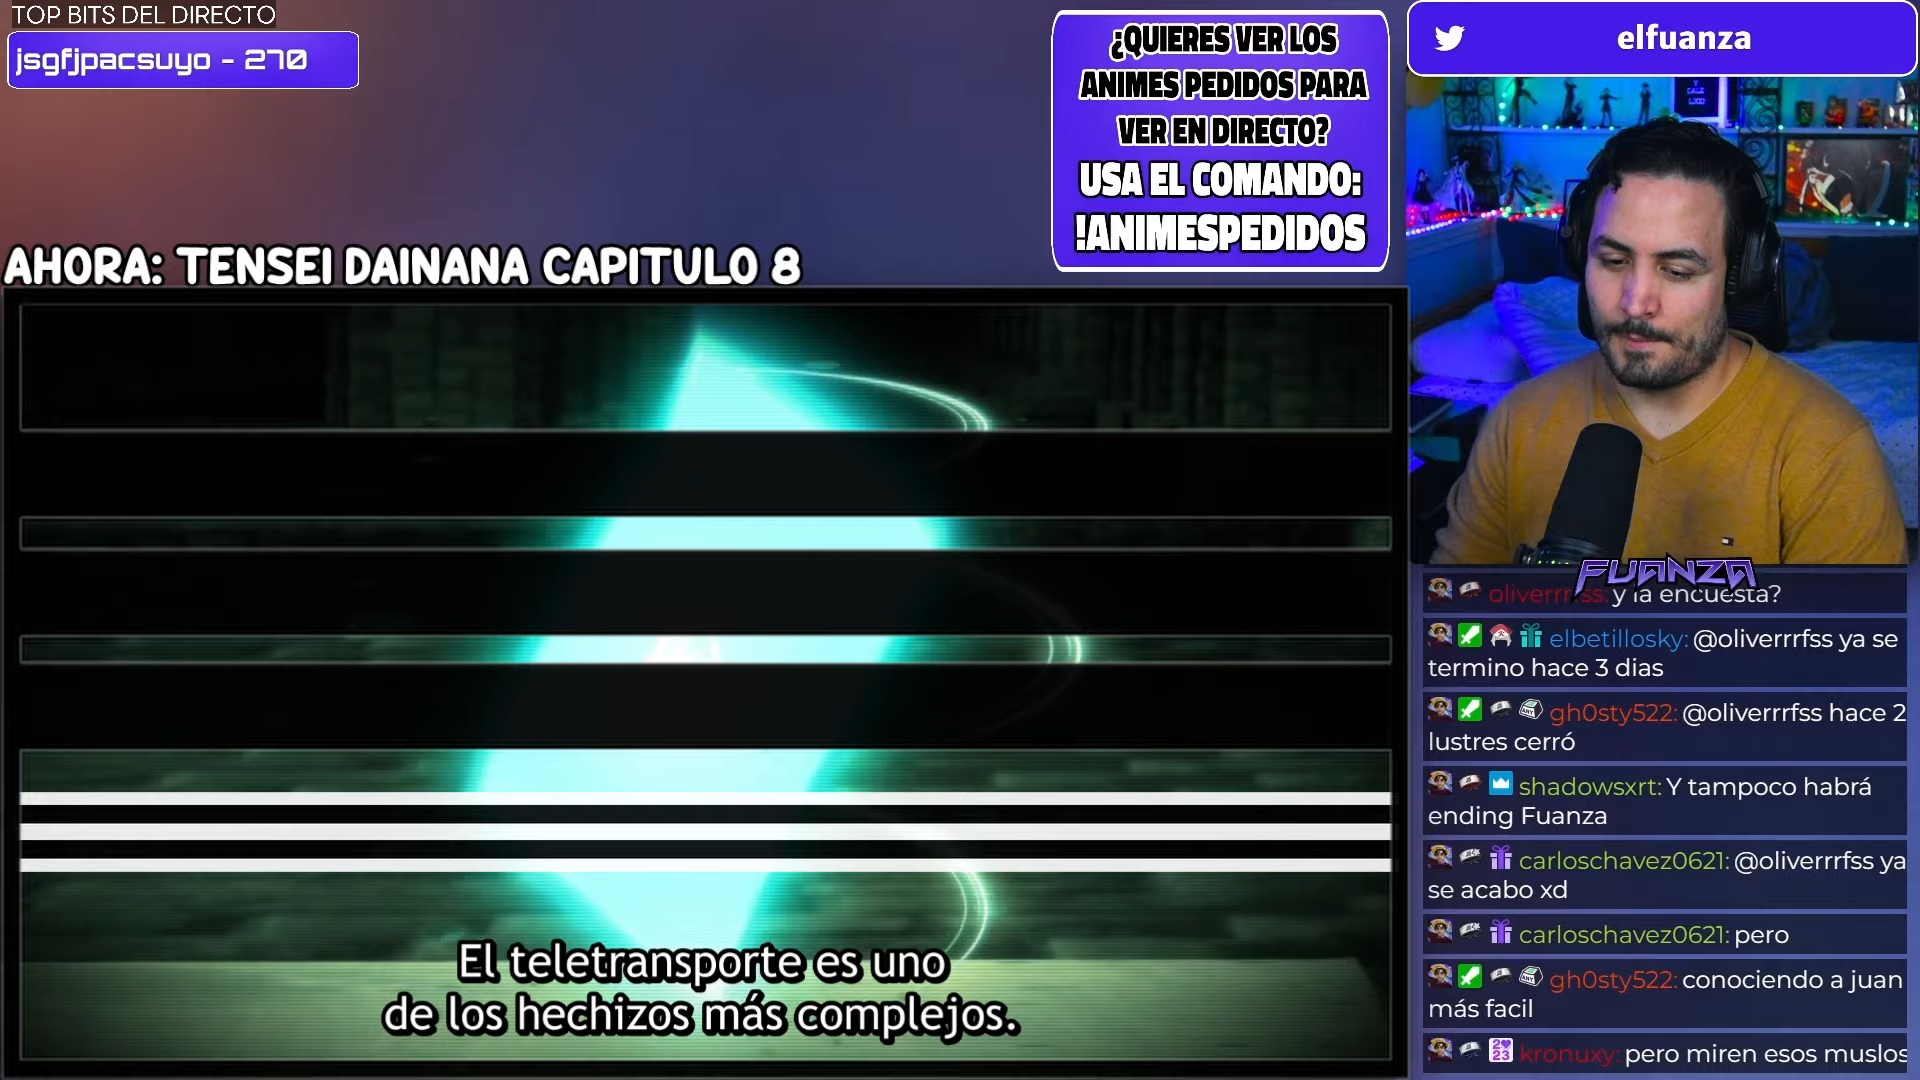 TOP BITS DEL DIRECTO
jsgfjpacsuyo - 270
¿QUIERES VER LOS
ANIMES PEDIDOS PARA
VER EN DIRECTO?
USA EL COMANDO:
!ANIMESPEDIDOS
elfuanza
AHORA: TENSEI DAINANA CAPITULO 8
El teletransporte es uno
de los hechizos más complejos.
FUANZA
y la encuesta?
elbetillosky: @oliverrrfss ya se
termino hace 3 dias
gh0sty522: @oliverrrfss hace 2
lustres cerró
shadowsxrt: Y tampoco habrá
ending Fuanza
carloschavez0621: @oliverrrfss ya
se acabo xd
carloschavez0621: pero
gh0sty522: conociendo a juan
más facil
kronuxy: pero miren esos muslos